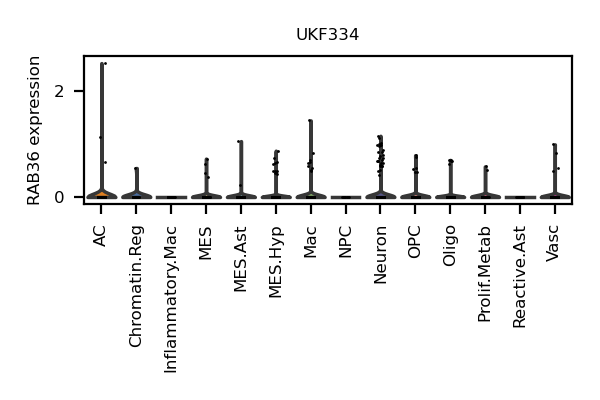 UKF334
RAB36 expression
2
0
AC
Chromatin.Reg
Inflammatory.Mac
MES
MES.Ast
MES.Hyp
Mac
NPC
Neuron
OPC
Oligo
Prolif.Metab
Reactive.Ast
Vasc